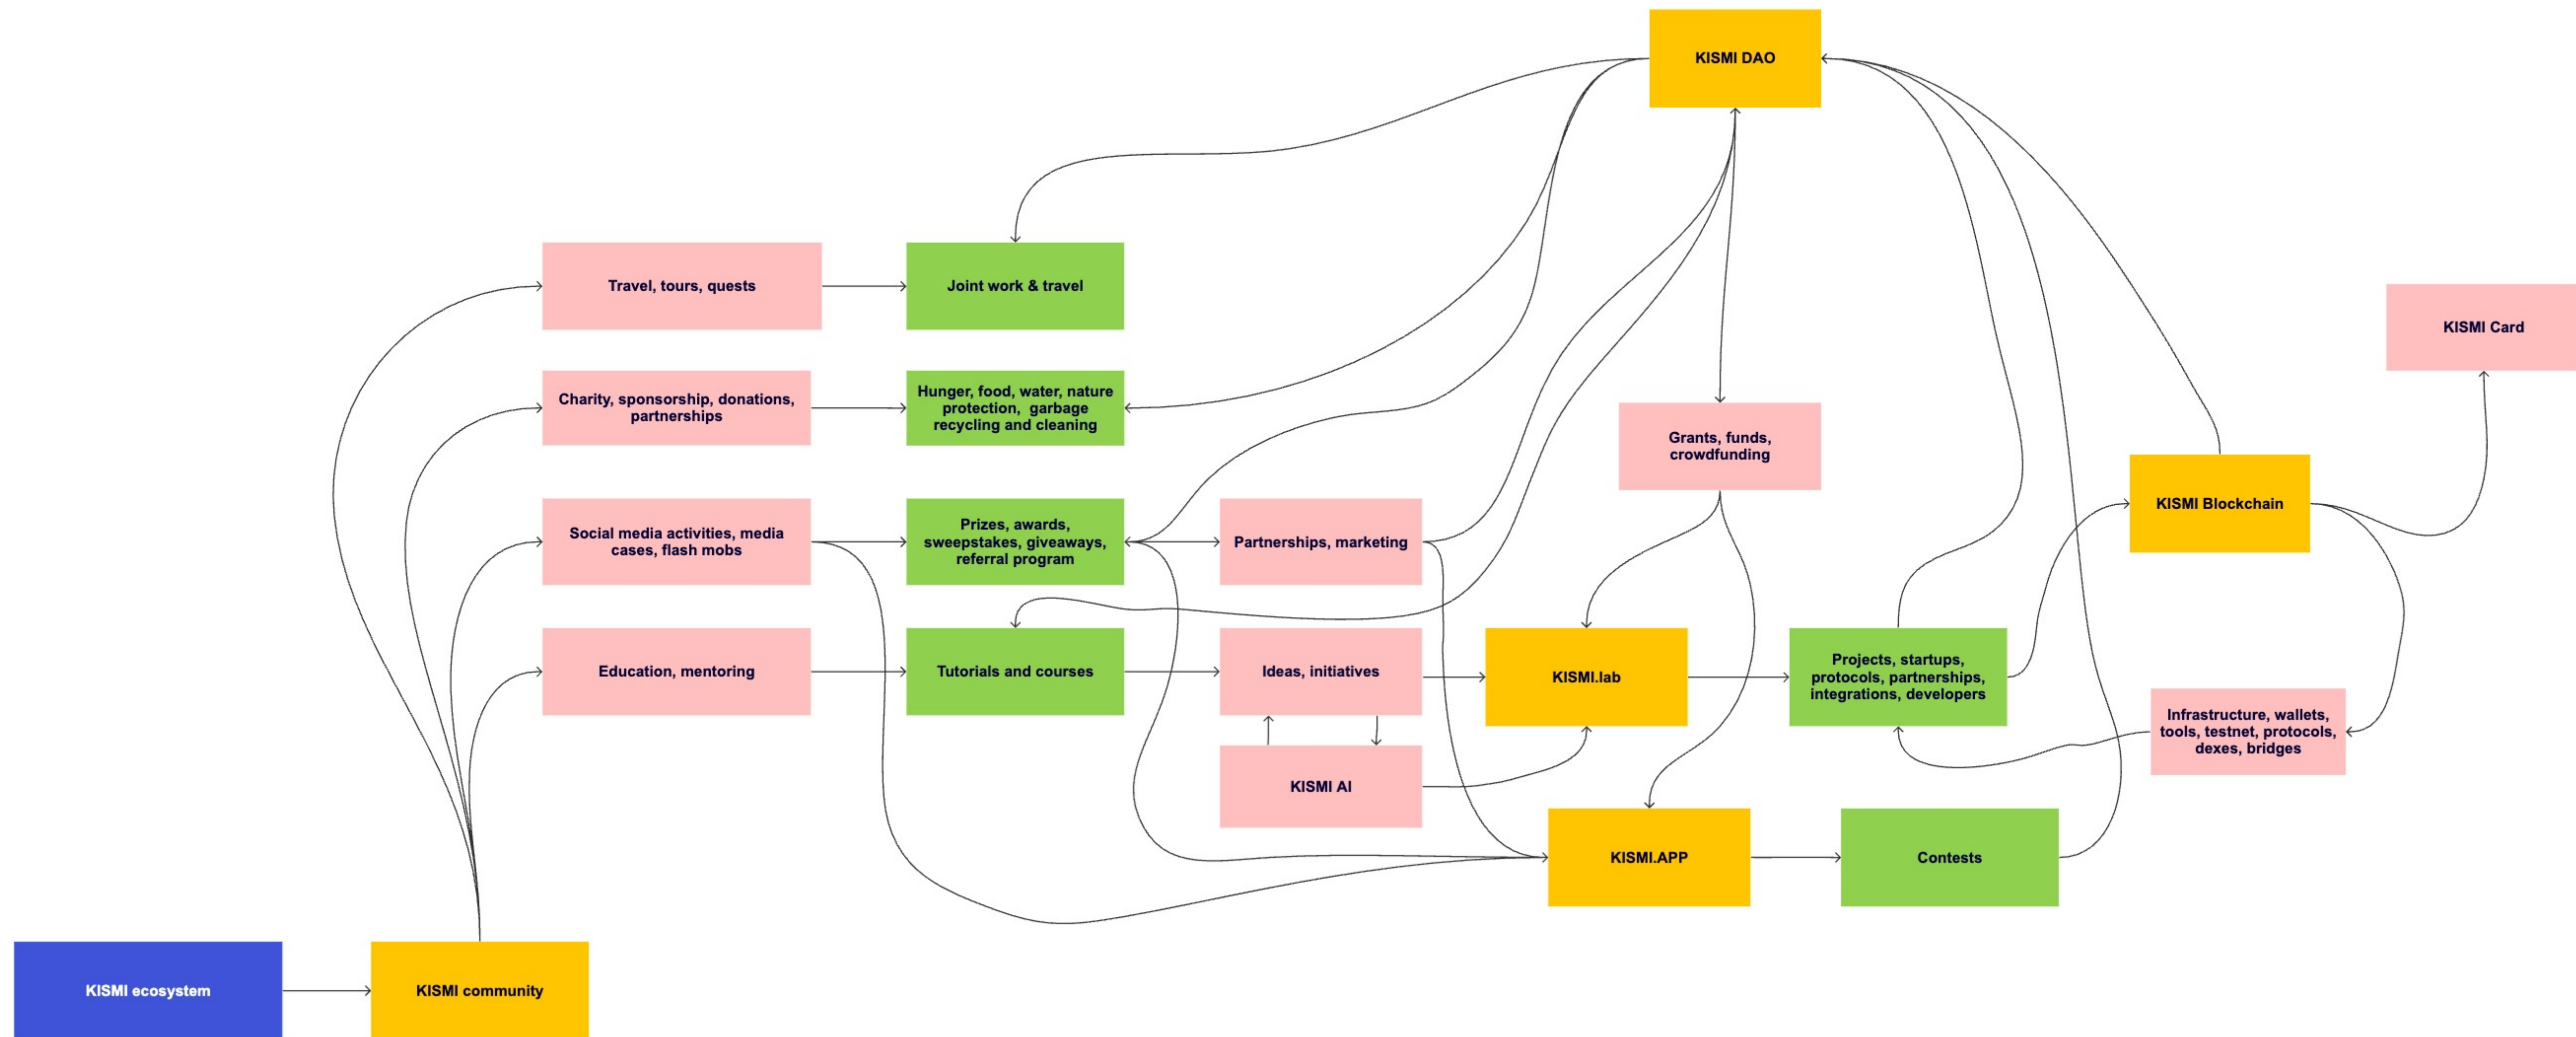 KISMI DAO
Travel, tours, quests
Joint work & travel
KISMI Card
Charity, sponsorship, donations,
partnerships
Hunger, food, water, nature
protection, garbage
recycling and cleaning
Grants, funds,
crowdfunding
KISMI Blockchain
Social media activities, media
cases, flash mobs
Prizes, awards,
sweepstakes, giveaways,
referral program
Partnerships, marketing
Education, mentoring
Tutorials and courses
Ideas, initiatives
KISMI.lab
Projects, startups,
protocols, partnerships,
integrations, developers
Infrastructure, wallets,
tools, testnet, protocols,
dexes, bridges
KISMI AI
KISMI.APP
Contests
KISMI ecosystem
KISMI community